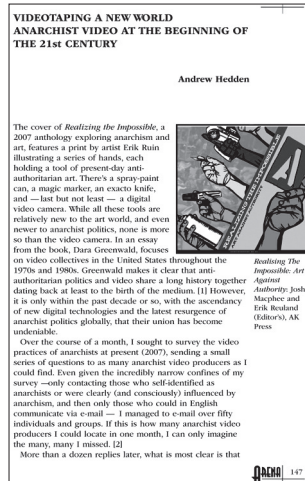 VIDEOTAPING A NEW WORLD
ANARCHIST VIDEO AT THE BEGINNING OF
THE 21st CENTURY
Andrew Hedden
The cover of Realizing the Impossible, a
2007 anthology exploring anarchism and
art, features a print by artist Erik Ruin
illustrating a series of hands, each
holding a tool of present-day anti-
authoritarian art. There's a spray-paint
can, a magic marker, an exacto knife,
and — last but not least — a digital
video camera. While all these tools are
relatively new to the art world, and even
newer to anarchist politics, none is more
so than the video camera. In an essay
from the book, Dara Greenwald, focuses
on video collectives in the United States throughout the
1970s and 1980s. Greenwald makes it clear that anti-
authoritarian politics and video share a long history together
dating back at least to the birth of the medium. [1] However,
it is only within the past decade or so, with the ascendancy
of new digital technologies and the latest resurgence of
anarchist politics globally, that their union has become
undeniable.
Over the course of a month, I sought to survey the video
practices of anarchists at present (2007), sending a small
series of questions to as many anarchist video producers as I
could find. Even given the incredibly narrow confines of my
survey —only contacting those who self-identified as
anarchists or were clearly (and consciously) influenced by
anarchism, and then only those who could in English
communicate via e-mail — I managed to e-mail over fifty
individuals and groups. If this is how many anarchist video
producers I could locate in one month, I can only imagine
the many, many I missed. [2]
More than a dozen replies later, what is most clear is that
Realising The
Impossible: Art
Against
Authority: Josh
Macphee and
Erik Reuland
(Editor's), AK
Press
ARENA 147